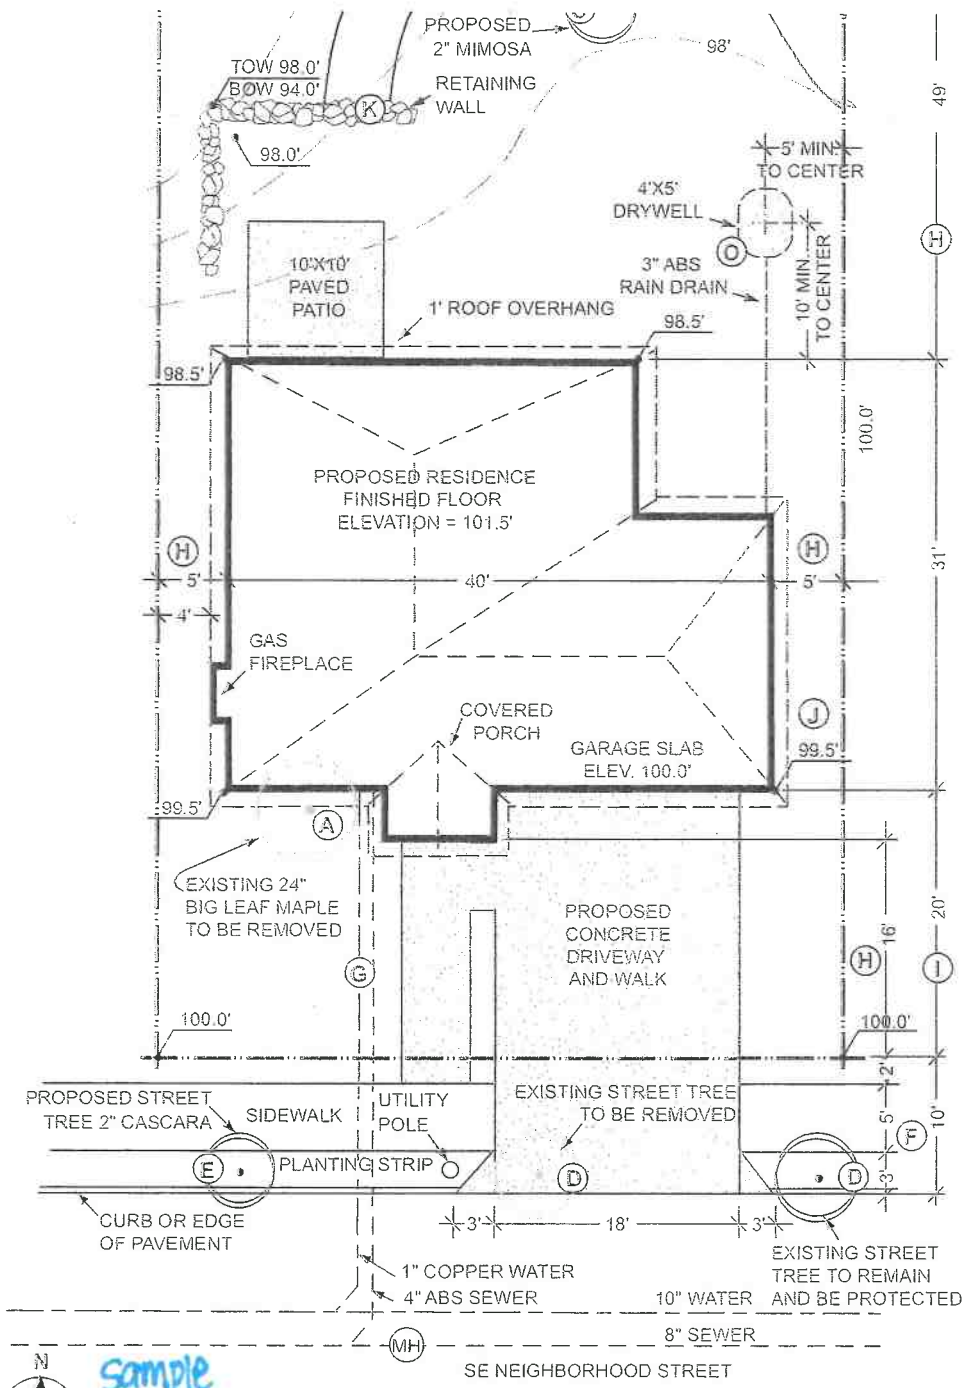 PROPOSED
2" MIMOSA
98'
TOW 98.0'
BOW 94.0'
RETAINING
WALL
K
98.0'
49'
5' MIN.
TO CENTER
4'X5'
DRYWELL
O
H
3" ABS
RAIN DRAIN
10' MIN.
TO CENTER
10'X10'
PAVED
PATIO
1' ROOF OVERHANG
98.5'
98.5'
100.0'
PROPOSED RESIDENCE
FINISHED FLOOR
ELEVATION = 101.5'
H
H
5'
40'
5'
31'
4'
GAS
FIREPLACE
COVERED
PORCH
J
GARAGE SLAB
ELEV. 100.0'
99.5'
99.5'
A
EXISTING 24"
BIG LEAF MAPLE
TO BE REMOVED
PROPOSED
CONCRETE
DRIVEWAY
AND WALK
20'
16'
G
H
I
100.0'
100.0'
2'
PROPOSED STREET
TREE 2" CASCARA
SIDEWALK
UTILITY
POLE
EXISTING STREET TREE
TO BE REMOVED
5'
F
10"
E
PLANTING STRIP
D
D
3'
CURB OR EDGE
OF PAVEMENT
3'
18'
3'
1" COPPER WATER
4" ABS SEWER
EXISTING STREET
TREE TO REMAIN
AND BE PROTECTED
10" WATER
8" SEWER
MH
N
Sample
SE NEIGHBORHOOD STREET